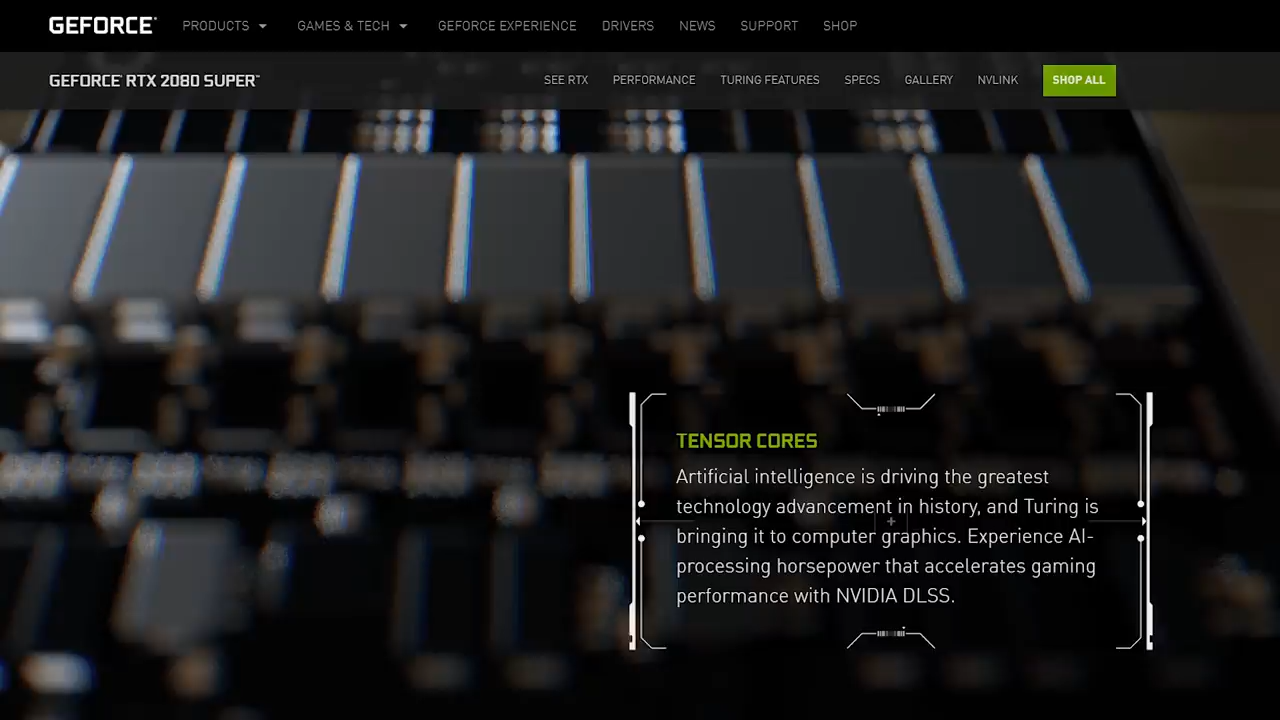 GEFORCE PRODUCTS GAMES & TECH GEFORCE EXPERIENCE DRIVERS NEWS SUPPORT SHOP
GEFORCE RTX 2080 SUPER™ SEE RTX PERFORMANCE TURING FEATURES SPECS GALLERY NVLINK SHOP ALL
TENSOR CORES
Artificial intelligence is driving the greatest
technology advancement in history, and Turing is
bringing it to computer graphics. Experience AI-
processing horsepower that accelerates gaming
performance with NVIDIA DLSS.